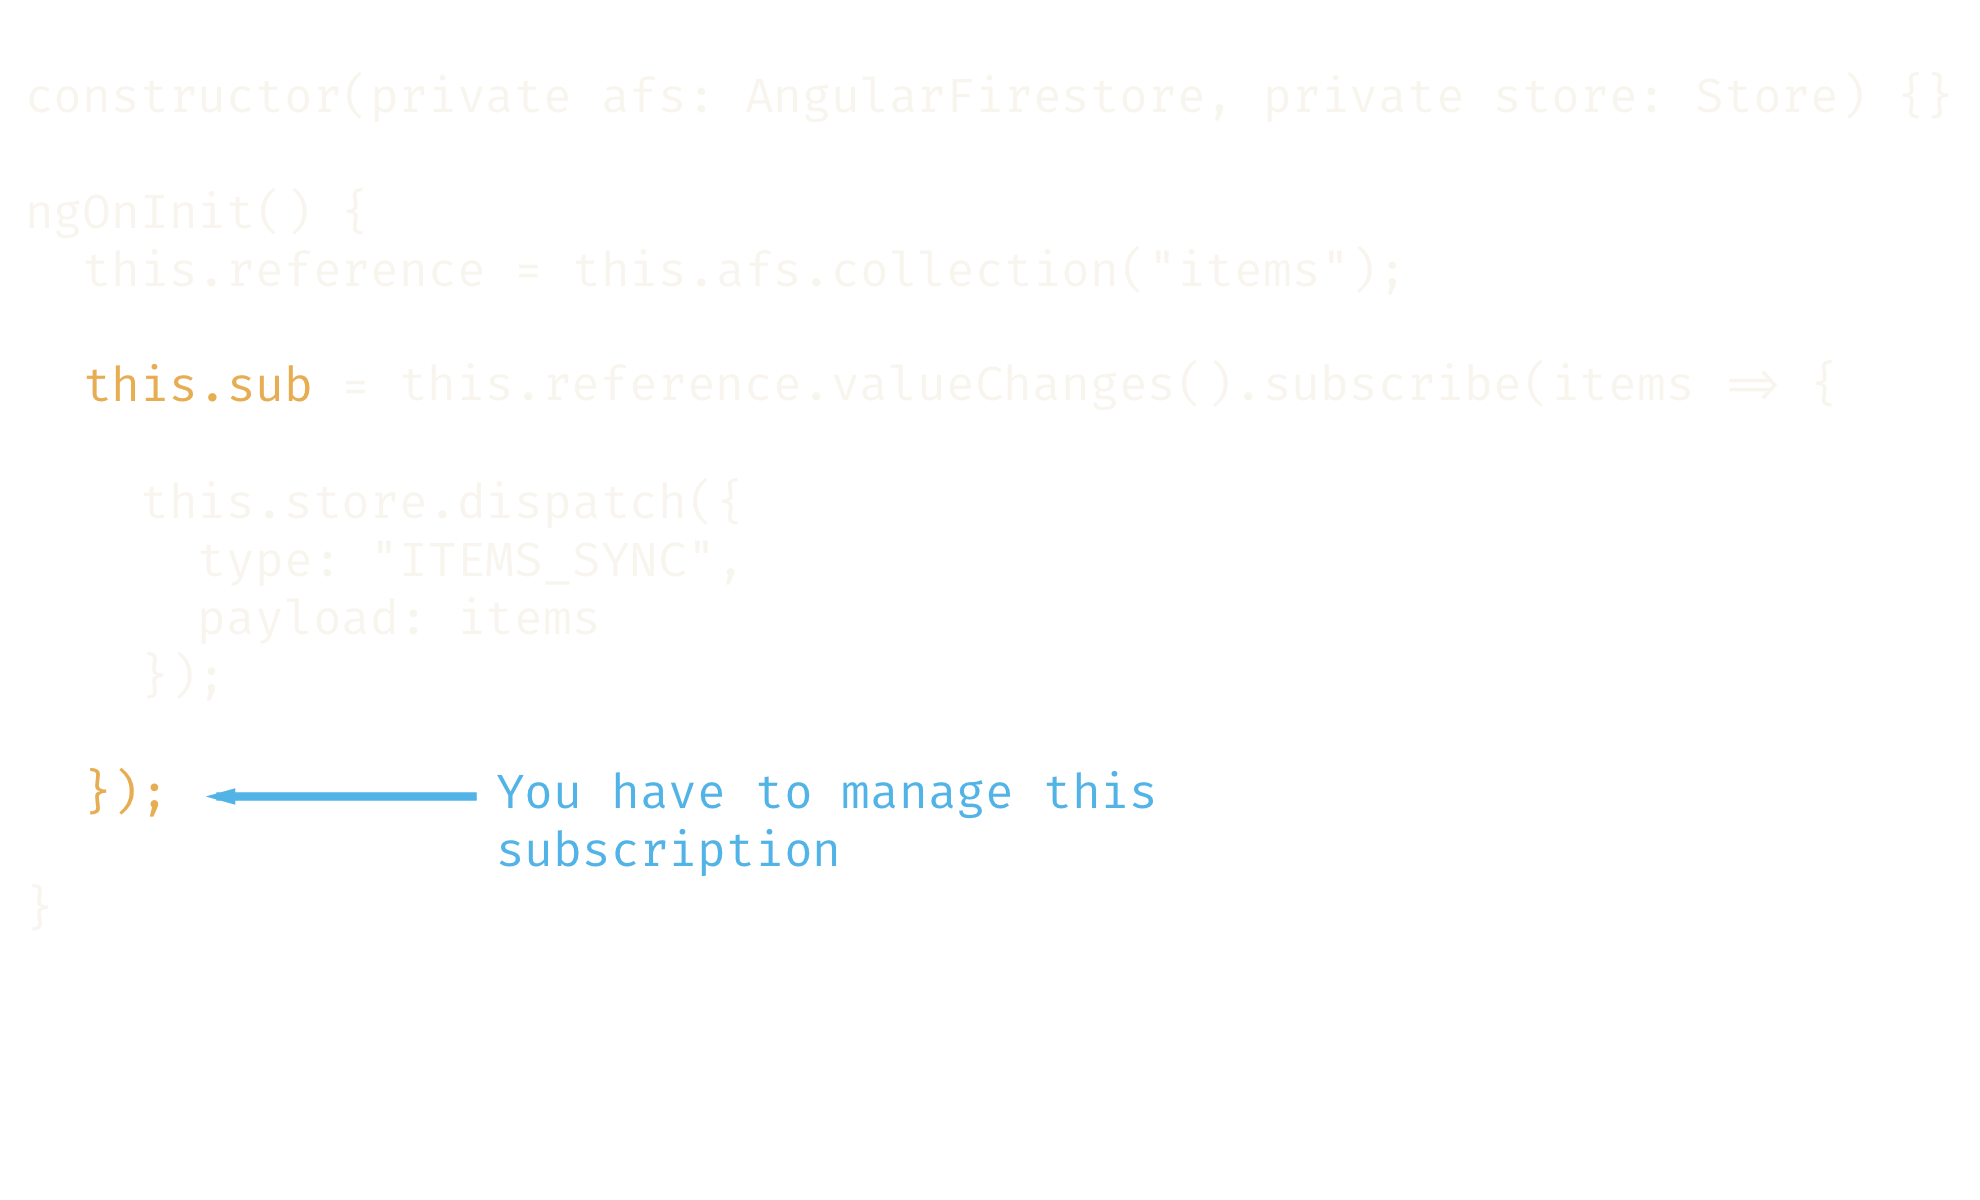 constructor(private afs: AngularFirestore, private store: Store) {}
ngOnInit() {
this.reference = this.afs.collection("items");
this.sub = this.reference.valueChanges().subscribe(items => {
this.store.dispatch({
type: "ITEMS_SYNC",
payload: items
});
}); You have to manage this
subscription
}